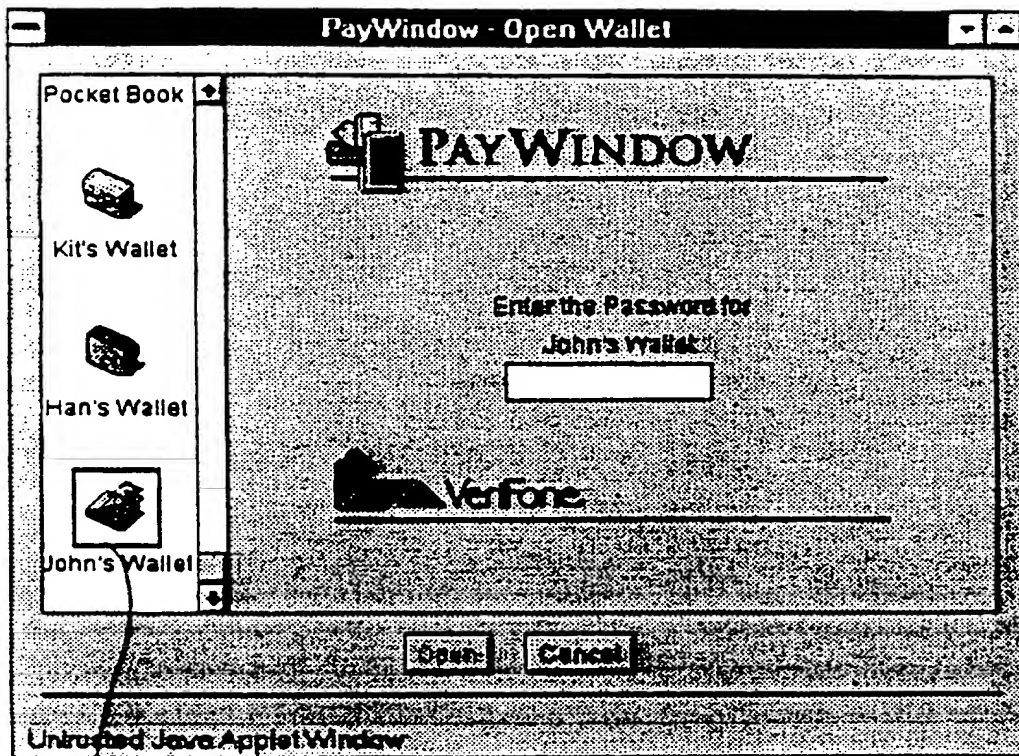 PayWindow - Open Wallet
Pocket Book
PAYWINDOW
Kit's Wallet
Enter the Password for
John's Wallet:
Han's Wallet
VeriFone
John's Wallet
Open
Cancel
Untrusted Java Applet Window